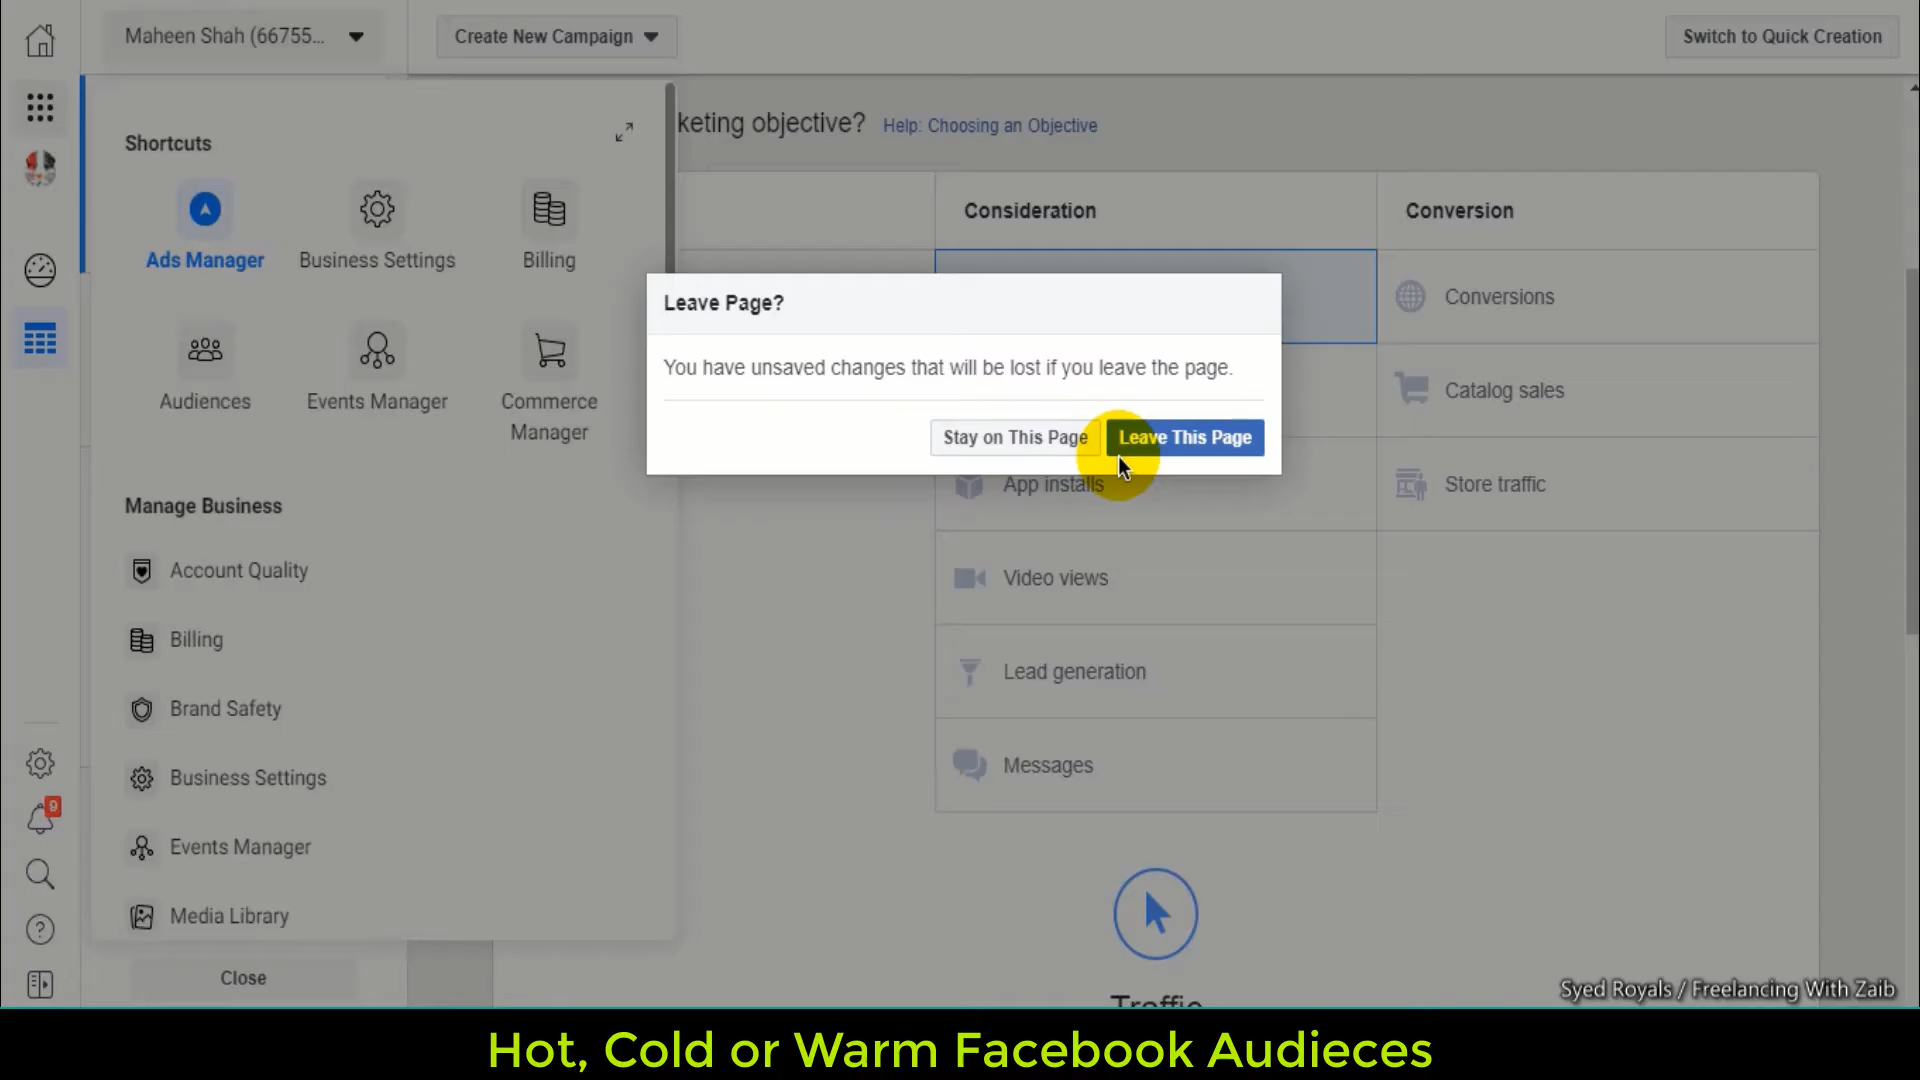 Maheen Shah (66755...
Create New Campaign
Switch to Quick Creation
Shortcuts
keting objective? Help: Choosing an Objective
Ads Manager
Business Settings
Billing
Audiences
Events Manager
Commerce
Manager
Consideration
Conversion
Conversions
Leave Page?
You have unsaved changes that will be lost if you leave the page.
Stay on This Page
Leave This Page
Catalog sales
App installs
Store traffic
Video views
Lead generation
Messages
Manage Business
Account Quality
Billing
Brand Safety
Business Settings
Events Manager
Media Library
9
Close
Traffic
Syed Royals / Freelancing With Zaib
Hot, Cold or Warm Facebook Audieces